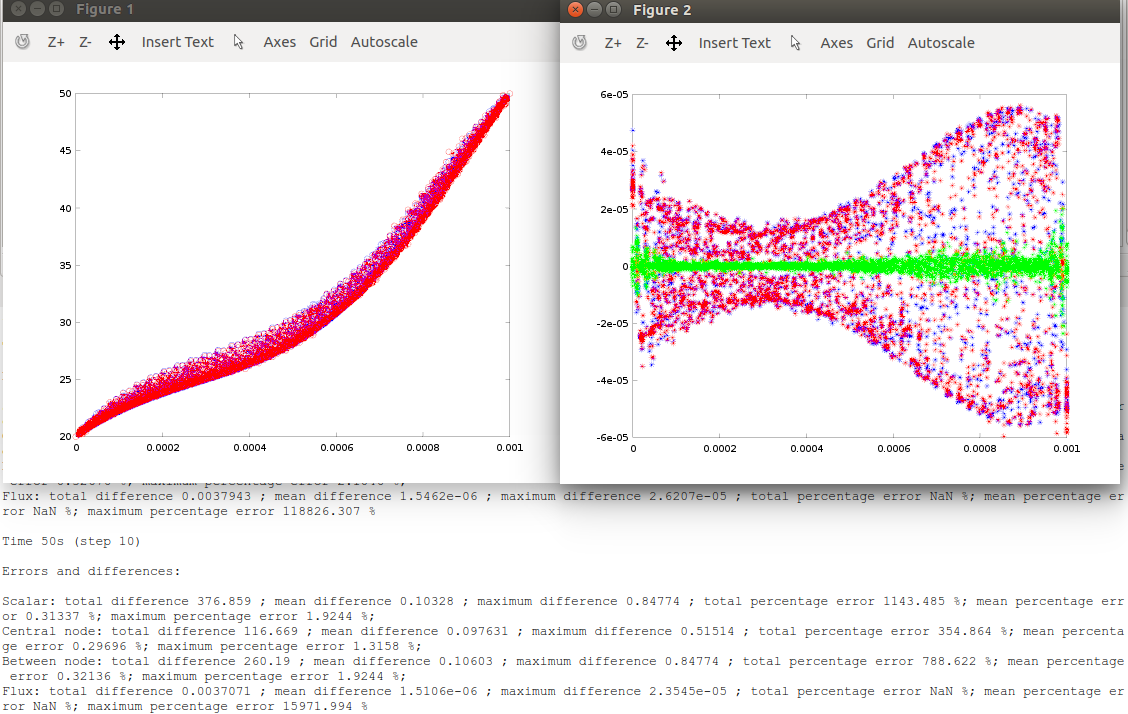 Figure 1
Z+ Z- Insert Text Axes Grid Autoscale
50
45
40
35
30
25
20
0 0.0002 0.0004 0.0006 0.0008 0.001
Figure 2
Z+ Z- Insert Text Axes Grid Autoscale
6e-05
4e-05
2e-05
0
-2e-05
-4e-05
-6e-05
0 0.0002 0.0004 0.0006 0.0008 0.001
Flux: total difference 0.0037943 ; mean difference 1.5462e-06 ; maximum difference 2.6207e-05 ; total percentage error NaN %; mean percentage er
ror NaN %; maximum percentage error 118826.307 %
Time 50s (step 10)
Errors and differences:
Scalar: total difference 376.859 ; mean difference 0.10328 ; maximum difference 0.84774 ; total percentage error 1143.485 %; mean percentage err
or 0.31337 %; maximum percentage error 1.9244 %;
Central node: total difference 116.669 ; mean difference 0.097631 ; maximum difference 0.51514 ; total percentage error 354.864 %; mean percenta
ge error 0.29696 %; maximum percentage error 1.3158 %;
Between node: total difference 260.19 ; mean difference 0.10603 ; maximum difference 0.84774 ; total percentage error 788.622 %; mean percentage
error 0.32136 %; maximum percentage error 1.9244 %;
Flux: total difference 0.0037071 ; mean difference 1.5106e-06 ; maximum difference 2.3545e-05 ; total percentage error NaN %; mean percentage er
ror NaN %; maximum percentage error 15971.994 %